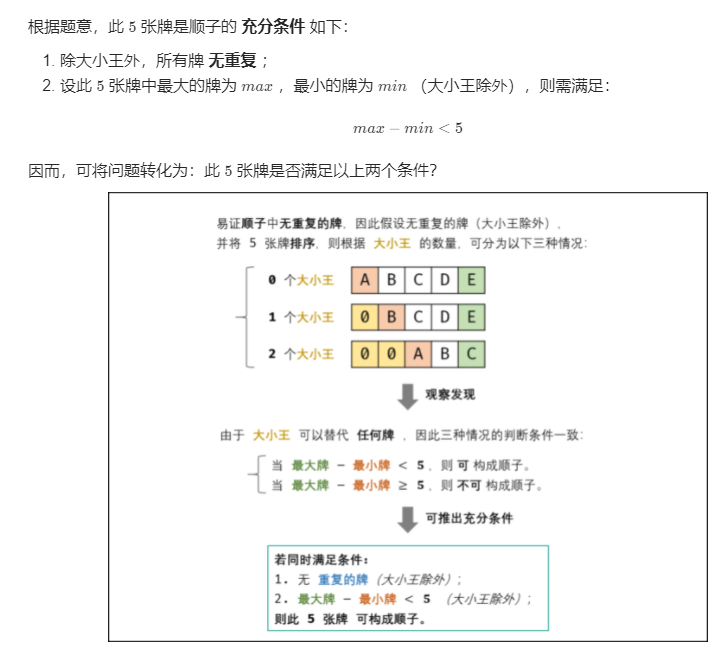 根据题意，此 5 张牌是顺子的 充分条件 如下：
1. 除大小王外，所有牌 无重复 ；
2. 设此 5 张牌中最大的牌为 max ，最小的牌为 min （大小王除外），则需满足：
max − min < 5
因而，可将问题转化为：此 5 张牌是否满足以上两个条件？
易证顺子中无重复的牌，因此假设无重复的牌（大小王除外），
并将 5 张牌排序，则根据 大小王 的数量，可分为以下三种情况：
0 个大小王 A B C D E
1 个大小王 0 B C D E
2 个大小王 0 0 A B C
观察发现
由于 大小王 可以替代 任何牌 ，因此三种情况的判断条件一致：
当 最大牌 − 最小牌 < 5，则 可 构成顺子。
当 最大牌 − 最小牌 ≥ 5，则 不可 构成顺子。
可推出充分条件
若同时满足条件：
1. 无 重复的牌（大小王除外）；
2. 最大牌 − 最小牌 < 5 （大小王除外）；
则此 5 张牌 可构成顺子。